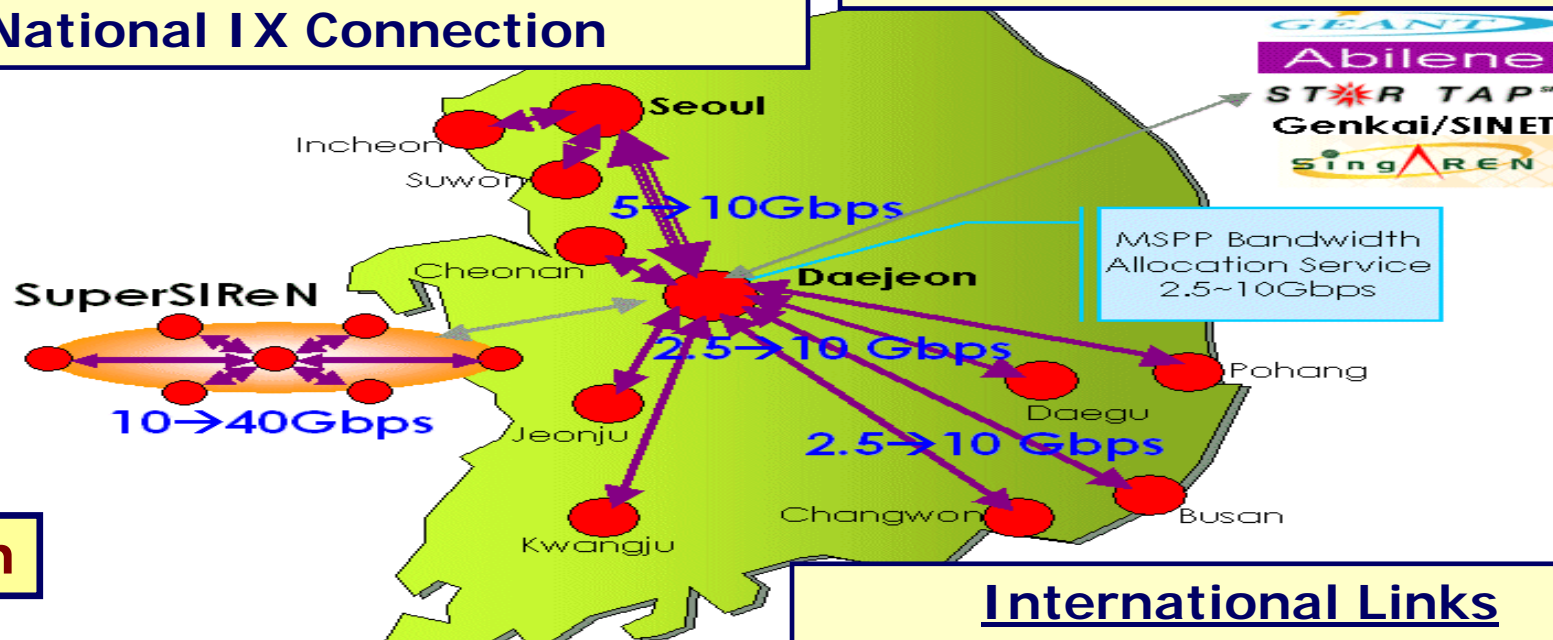 National IX Connection
GÉANT
Abilene
STAR TAP
Genkai/SINET
SingAREN
Seoul
Incheon
Suwon
5→10Gbps
MSPP Bandwidth
Allocation Service
2.5~10Gbps
Cheonan
Daejeon
SuperSIReN
2.5→10 Gbps
Pohang
Daegu
10→40Gbps
Jeonju
2.5→10 Gbps
Changwon
Busan
Kwangju
n
International Links